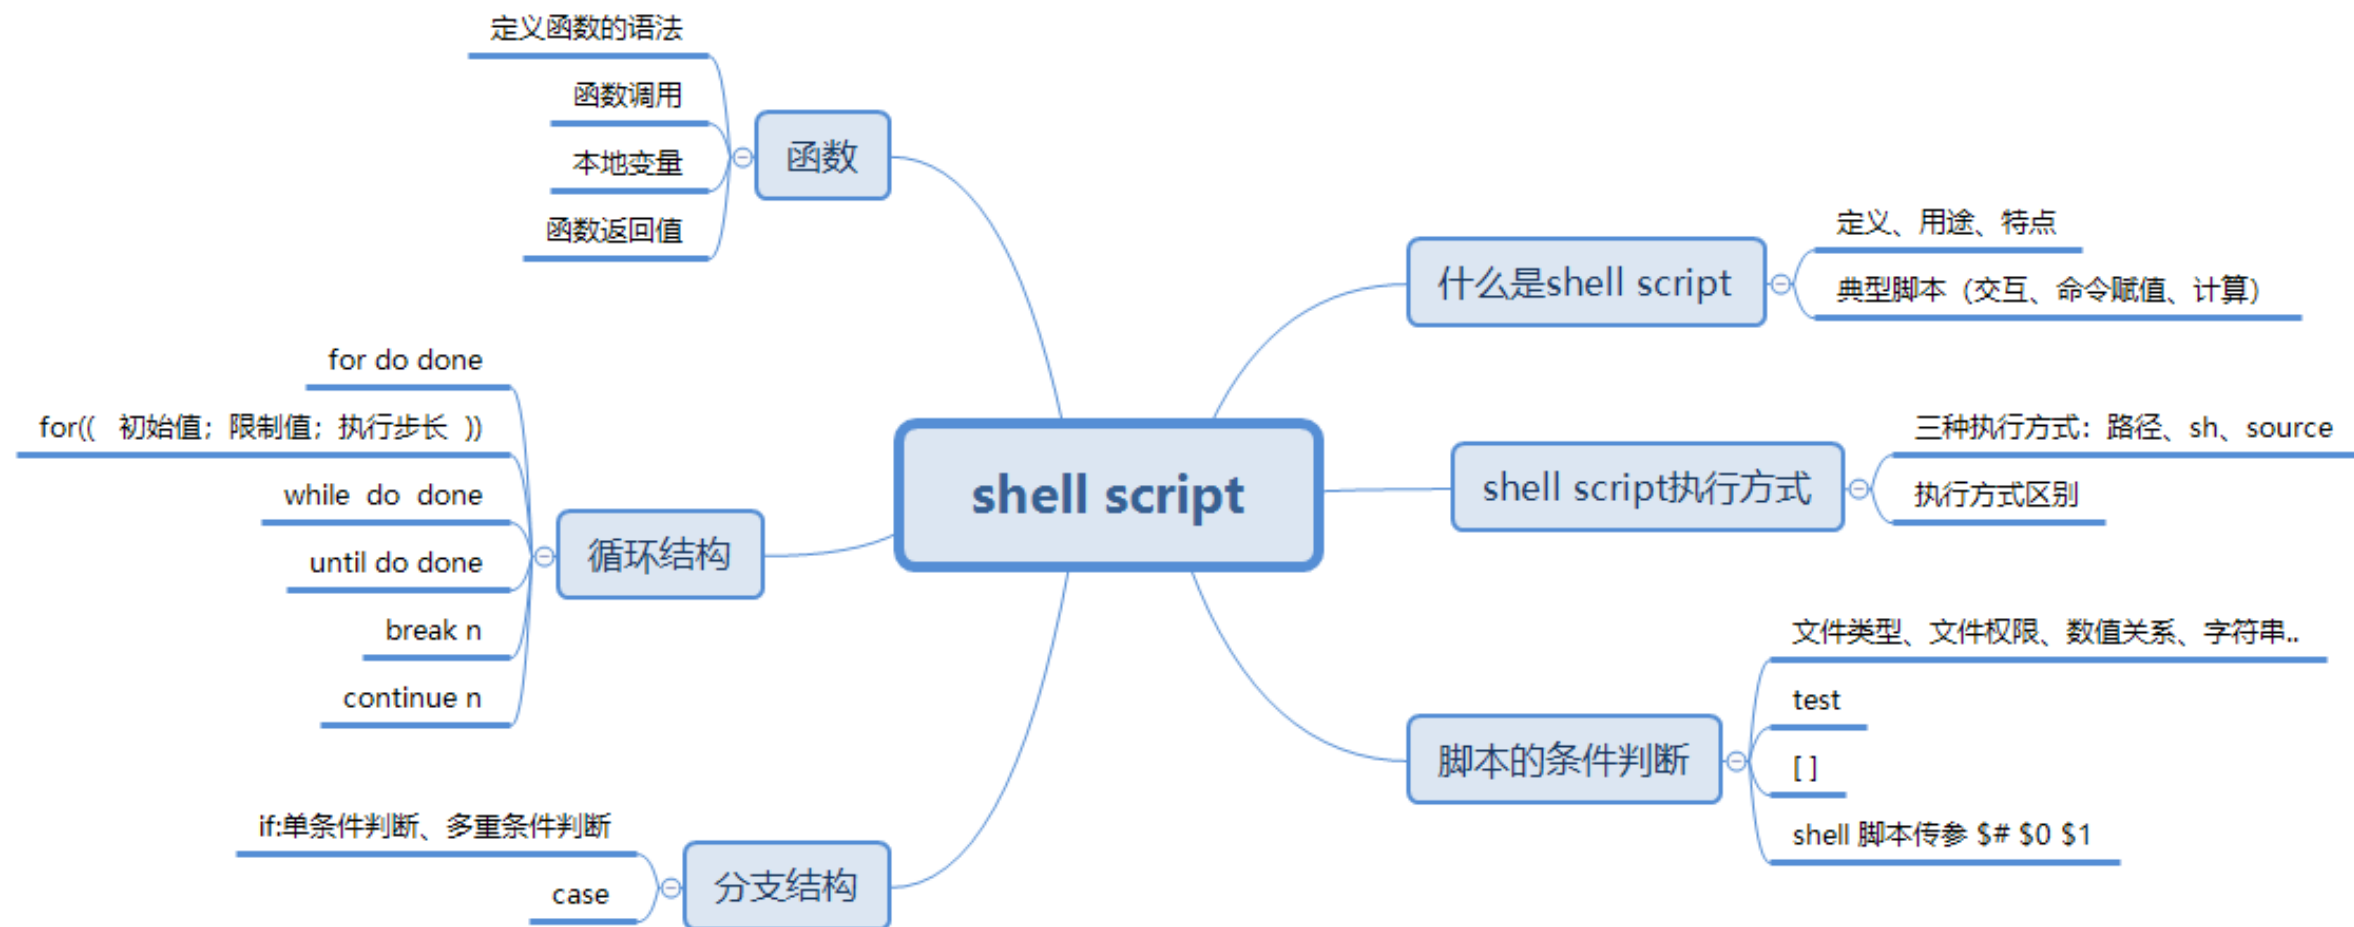 shell script
什么是shell script
定义、用途、特点
典型脚本（交互、命令赋值、计算）
shell script执行方式
三种执行方式：路径、sh、source
执行方式区别
脚本的条件判断
文件类型、文件权限、数值关系、字符串..
test
[ ]
shell 脚本传参 $# $0 $1
函数
定义函数的语法
函数调用
本地变量
函数返回值
循环结构
for do done
for(( 初始值；限制值；执行步长 ))
while do done
until do done
break n
continue n
分支结构
if:单条件判断、多重条件判断
case